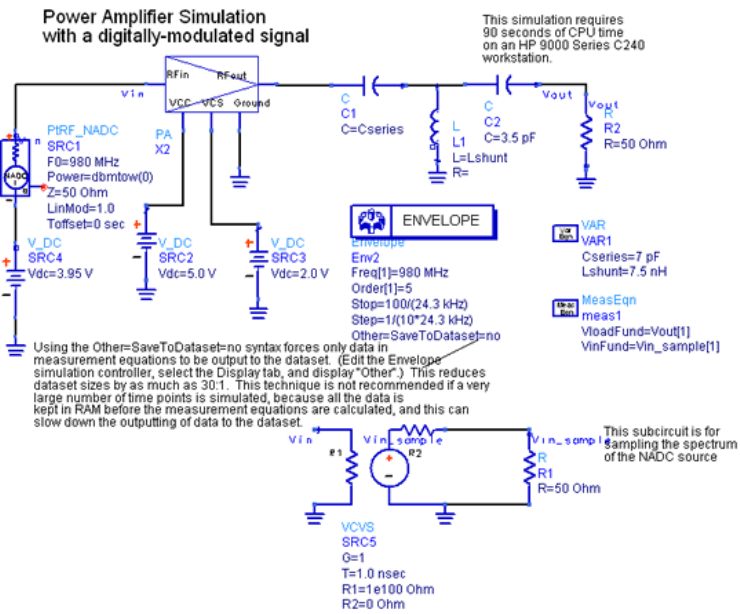 Power Amplifier Simulation
with a digitally-modulated signal
This simulation requires
90 seconds of CPU time
on an HP 9000 Series C240
workstation.
RFin
RFout
VCC
VCS
Ground
Vin
PA
X2
C
C1
C=Cseries
L
L1
L=Lshunt
R=
C
C2
C=3.5 pF
Vout
Vout
R
R2
R=50 Ohm
PtRF_NADC
SRC1
F0=980 MHz
Power=dbmtow(0)
Z=50 Ohm
LinMod=1.0
Toffset=0 sec
V_DC
SRC4
Vdc=3.95 V
V_DC
SRC2
Vdc=5.0 V
V_DC
SRC3
Vdc=2.0 V
ENVELOPE
Envelope
Env2
Freq[1]=980 MHz
Order[1]=5
Stop=100/(24.3 kHz)
Step=1/(10*24.3 kHz)
Other=SaveToDataset=no
Var
Eqn
VAR
VAR1
Cseries=7 pF
Lshunt=7.5 nH
Meas
Eqn
MeasEqn
meas1
VloadFund=Vout[1]
VinFund=Vin_sample[1]
Using the Other=SaveToDataset=no syntax forces only data in
measurement equations to be output to the dataset. (Edit the Envelope
simulation controller, select the Display tab, and display "Other".) This reduces
dataset sizes by as much as 30:1. This technique is not recommended if a very
large number of time points is simulated, because all the data is
kept in RAM before the measurement equations are calculated, and this can
slow down the outputting of data to the dataset.
Vin
R1
Vin_sample
R2
Vin_sample
R
R1
R=50 Ohm
This subcircuit is for
sampling the spectrum
of the NADC source
VCVS
SRC5
G=1
T=1.0 nsec
R1=1e100 Ohm
R2=0 Ohm